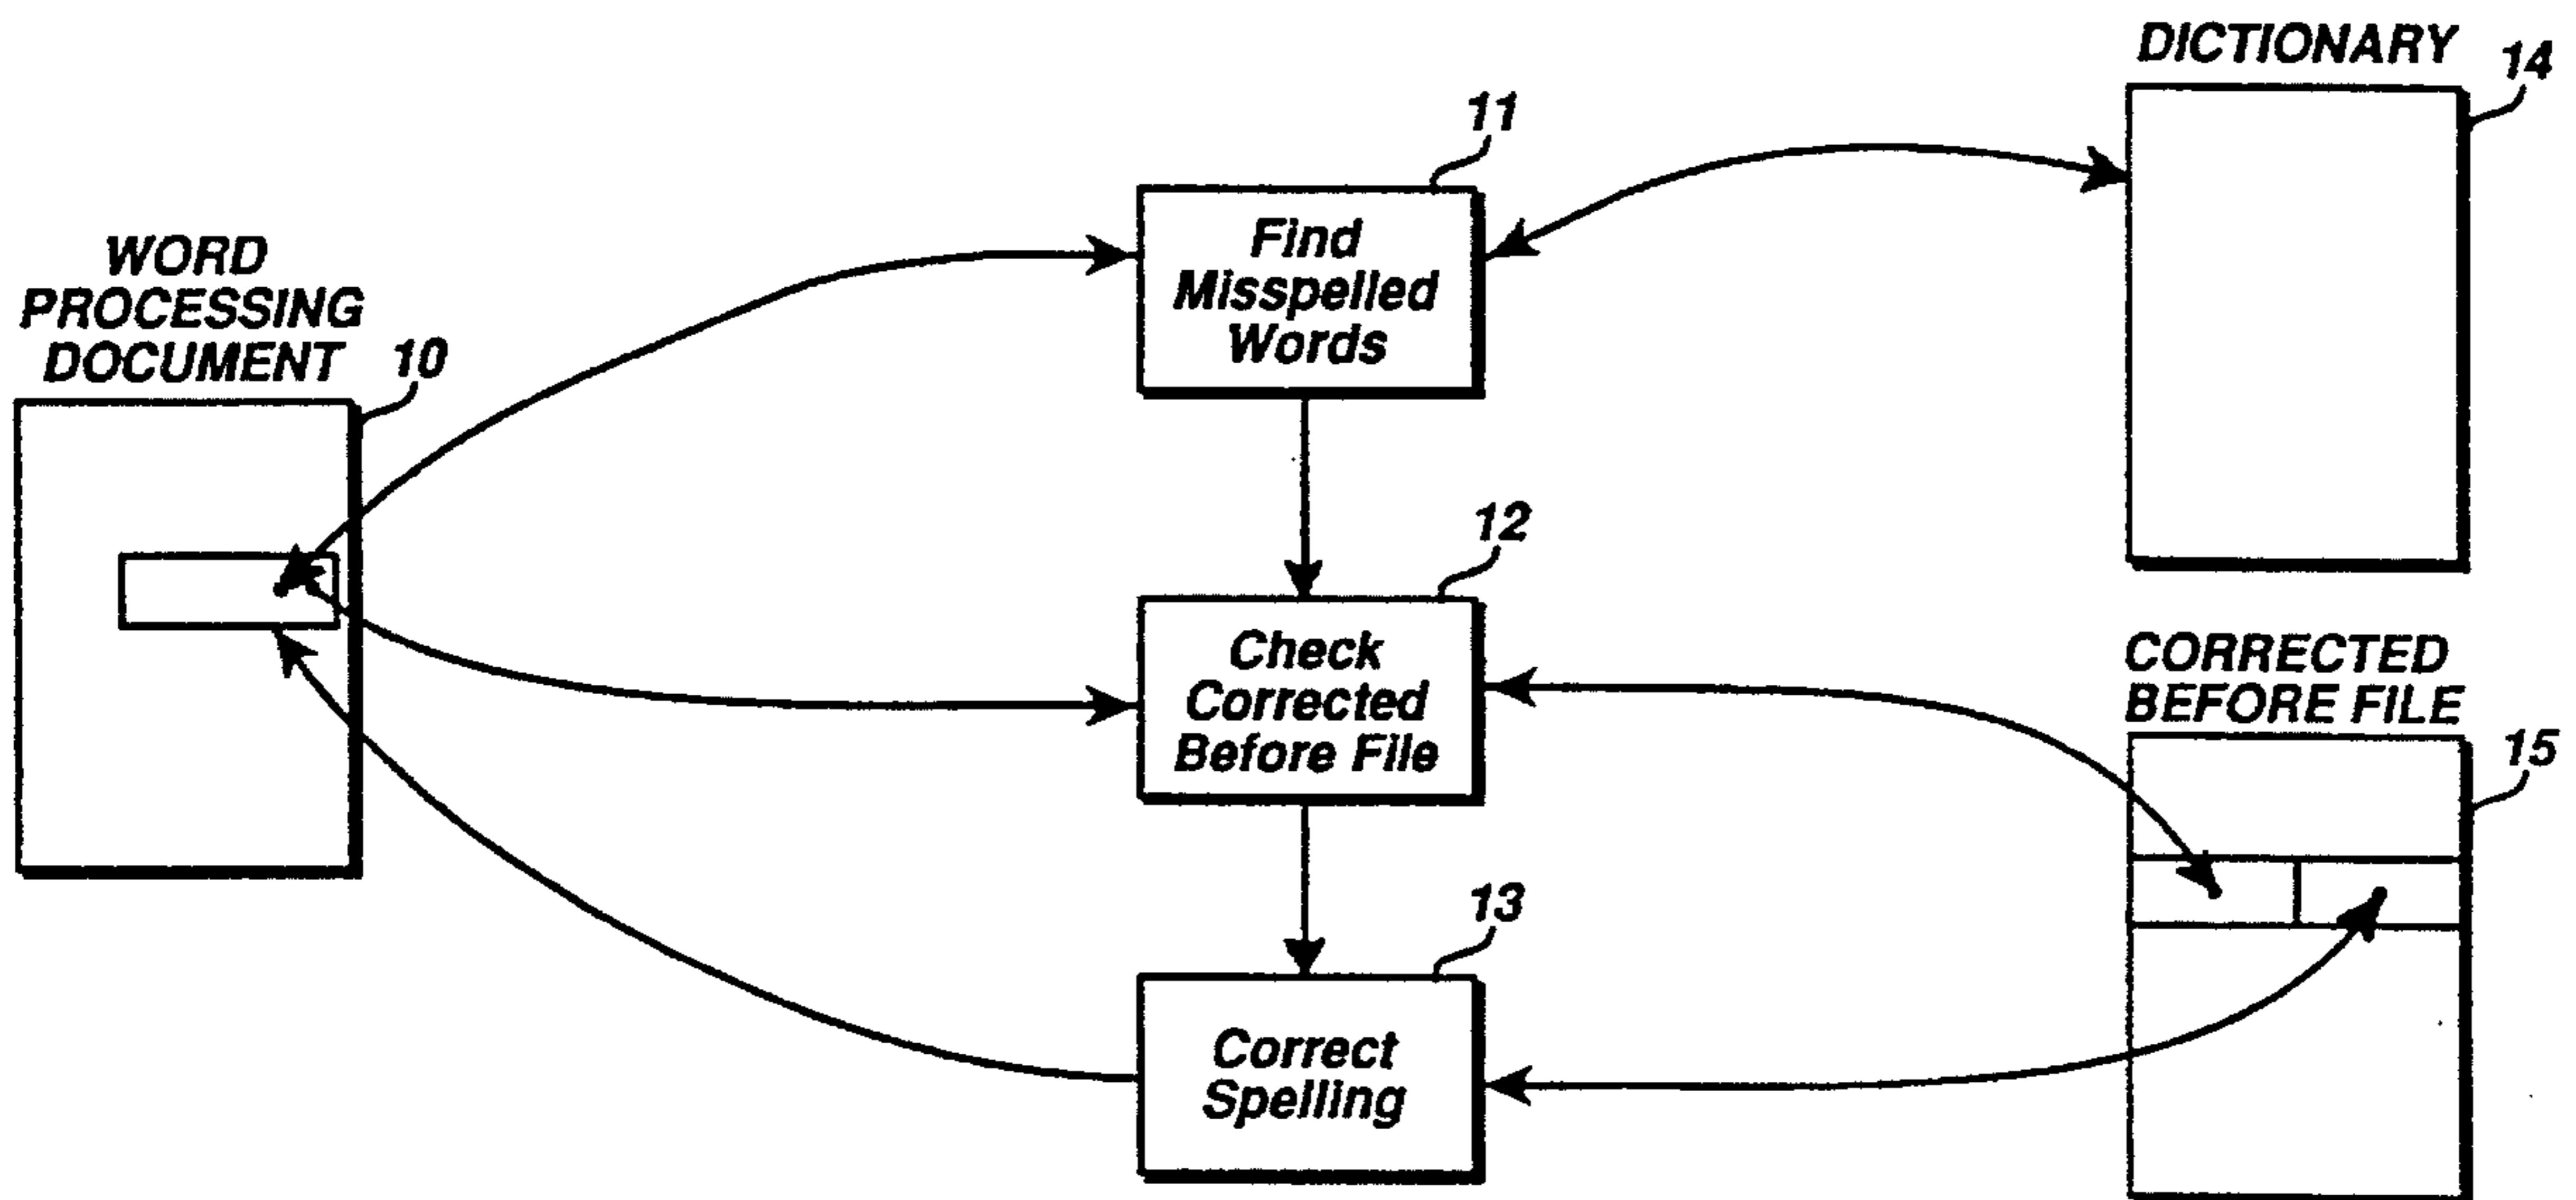 WORD
PROCESSING
DOCUMENT
10
11
Find
Misspelled
Words
12
Check
Corrected
Before File
13
Correct
Spelling
DICTIONARY
14
CORRECTED
BEFORE FILE
15